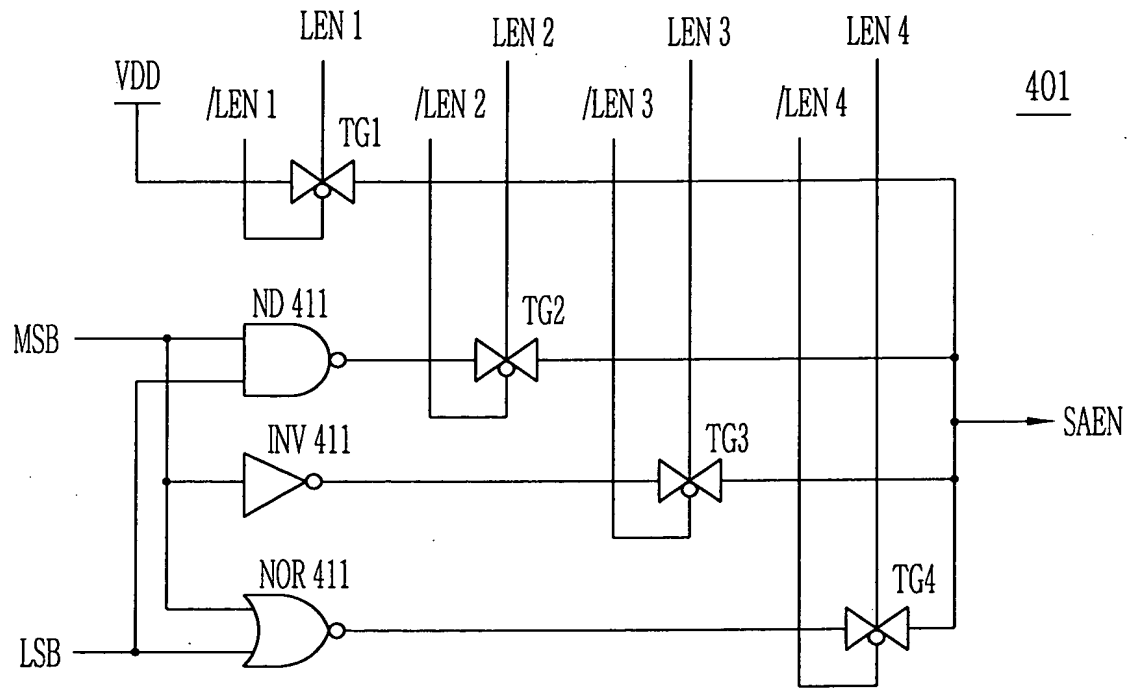 LEN 1
LEN 2
LEN 3
LEN 4
VDD
401
/LEN 1
/LEN 2
/LEN 3
/LEN 4
TG1
ND 411
TG2
MSB
SAEN
INV 411
TG3
NOR 411
TG4
LSB